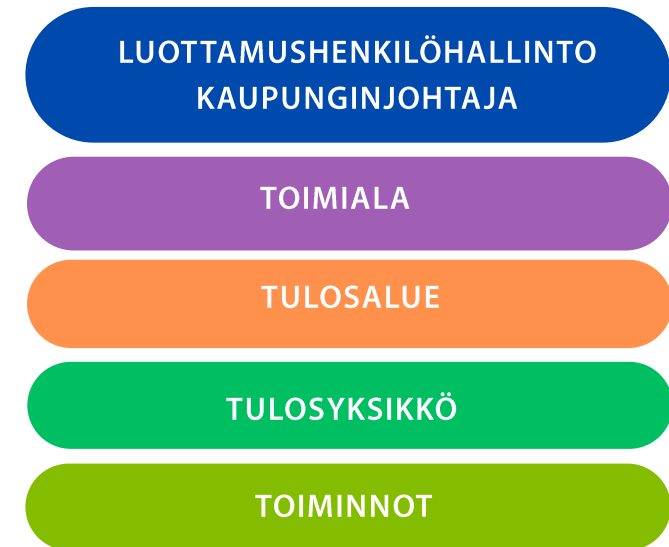 LUOTTAMUSHENKILÖHALLINTO
KAUPUNGINJOHTAJA
TOIMIALA
TULOSALUE
TULOSYKSIKKÖ
TOIMINNOT